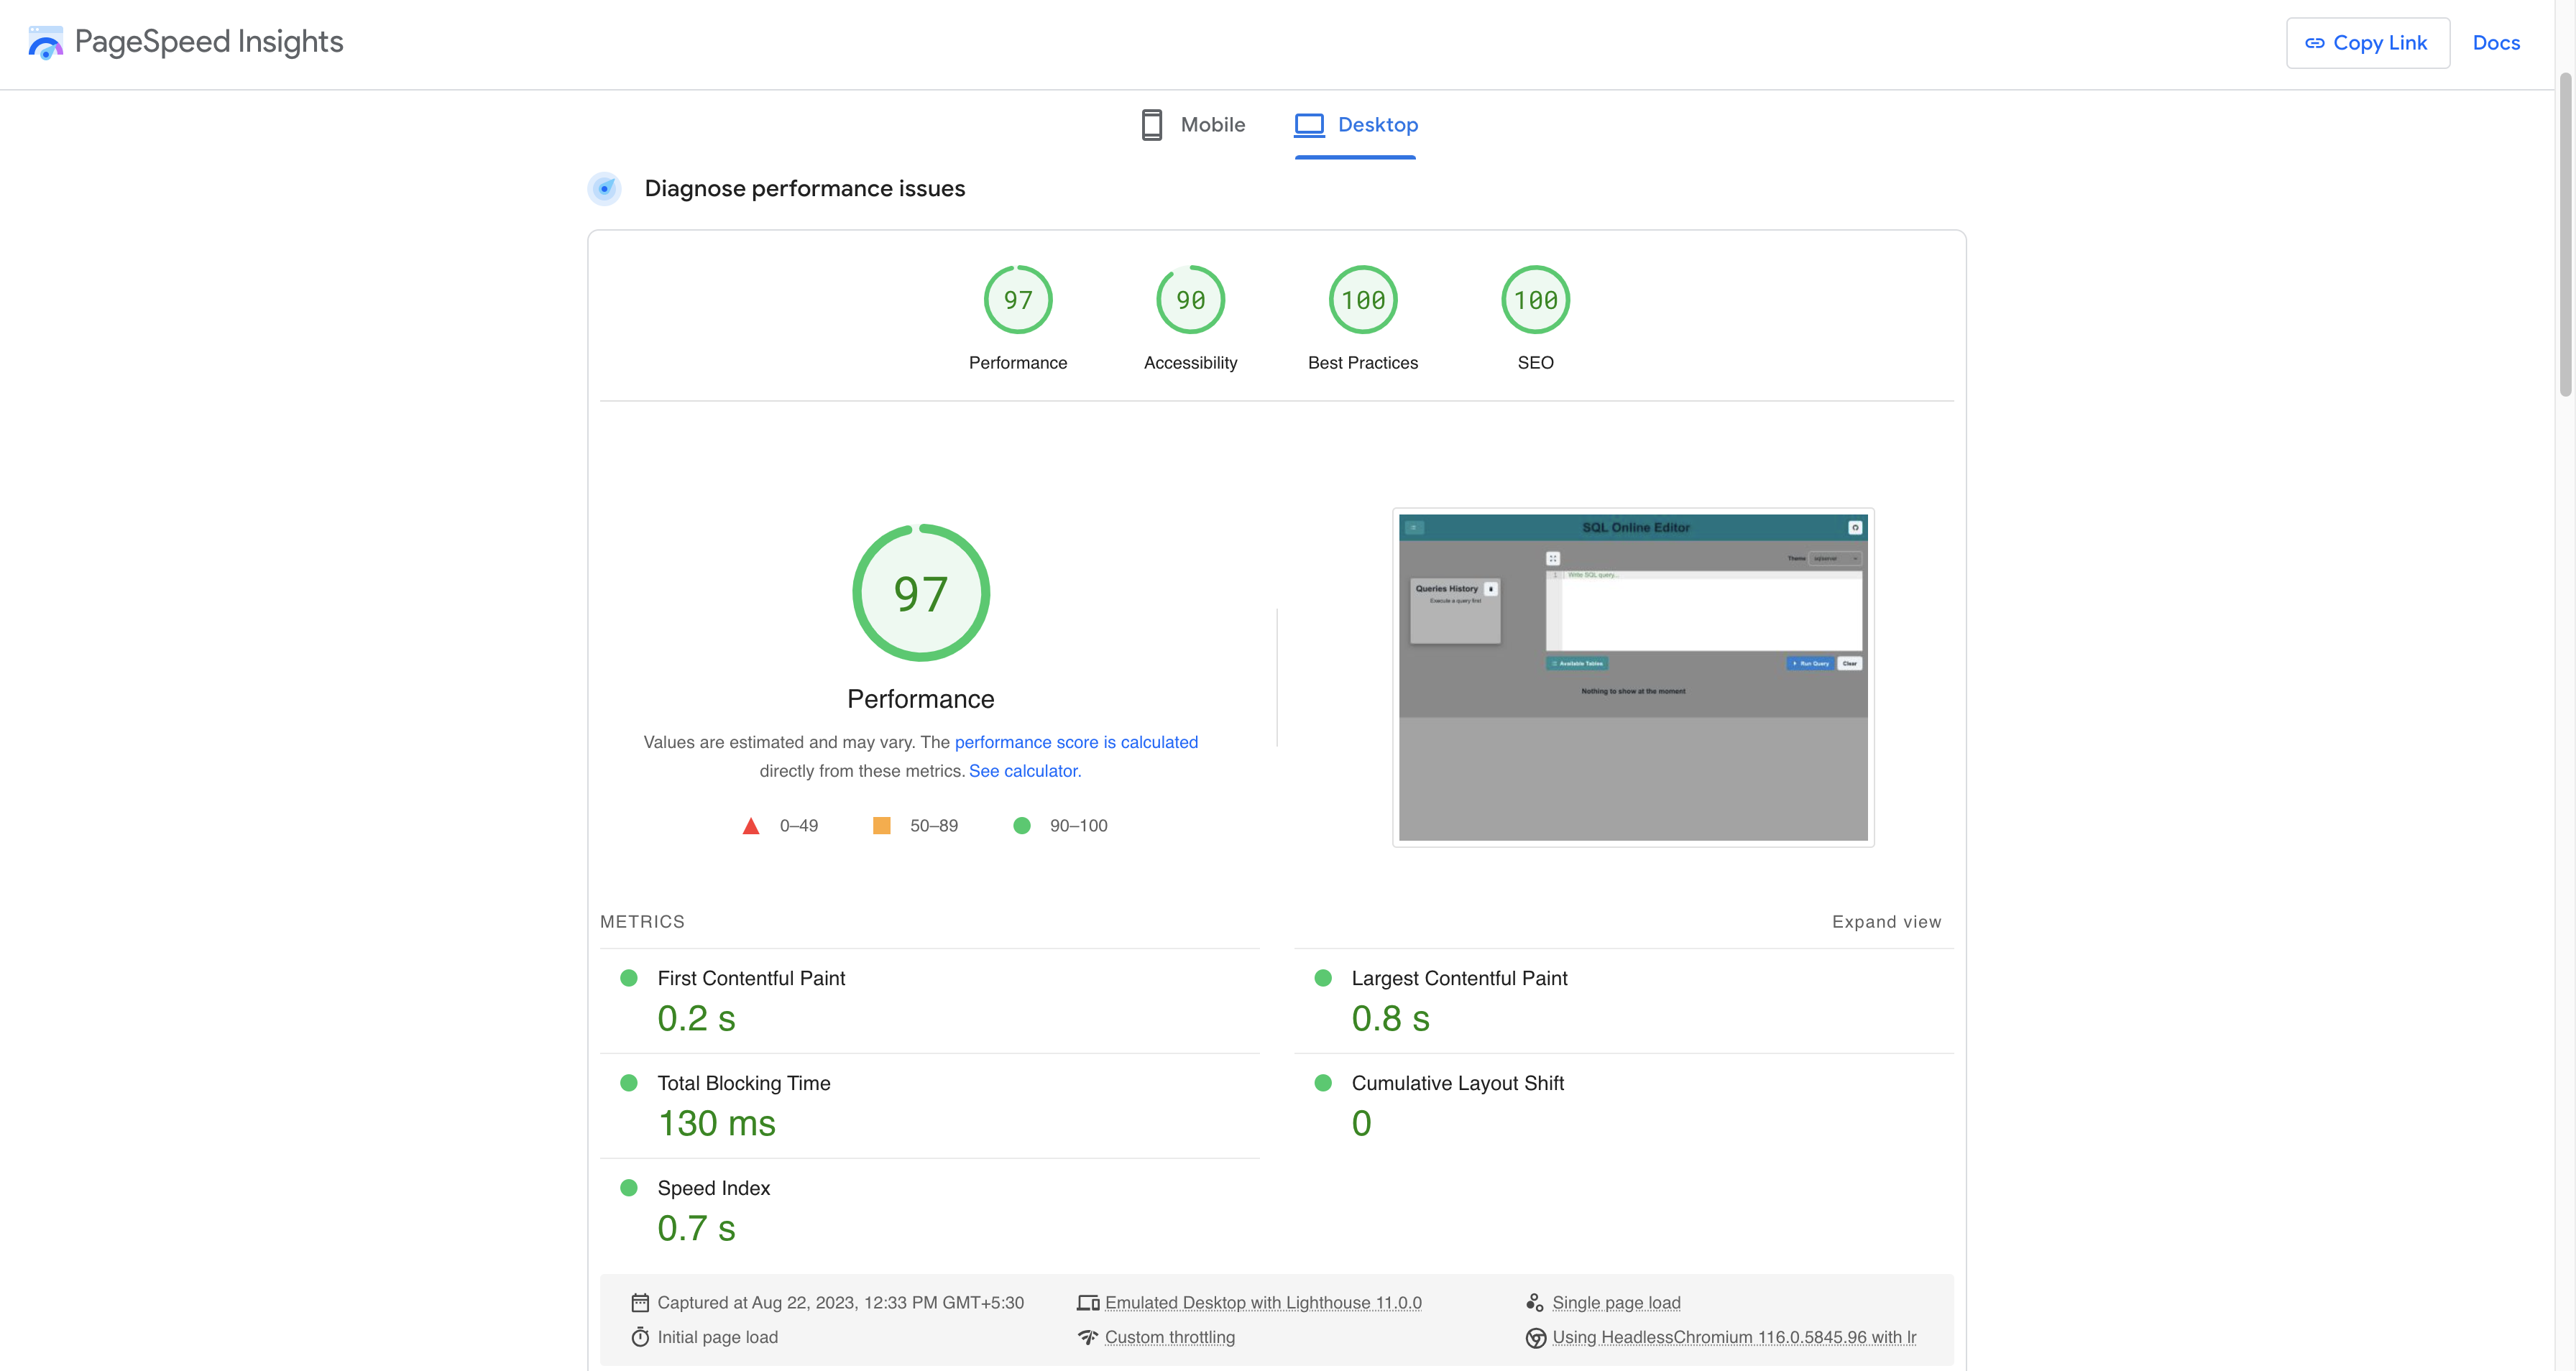 PageSpeed Insights
Copy Link
Docs
Mobile
Desktop
Diagnose performance issues
97
90
100
100
Performance
Accessibility
Best Practices
SEO
97
Performance
Values are estimated and may vary. The performance score is calculated
directly from these metrics. See calculator.
0–49
50–89
90–100
SQL Online Editor
Theme
sqlserver
Queries History
Execute a query first
1
Write SQL query...
Available Tables
Run Query
Clear
Nothing to show at the moment
METRICS
Expand view
First Contentful Paint
0.2 s
Largest Contentful Paint
0.8 s
Total Blocking Time
130 ms
Cumulative Layout Shift
0
Speed Index
0.7 s
Captured at Aug 22, 2023, 12:33 PM GMT+5:30
Emulated Desktop with Lighthouse 11.0.0
Single page load
Initial page load
Custom throttling
Using HeadlessChromium 116.0.5845.96 with lr